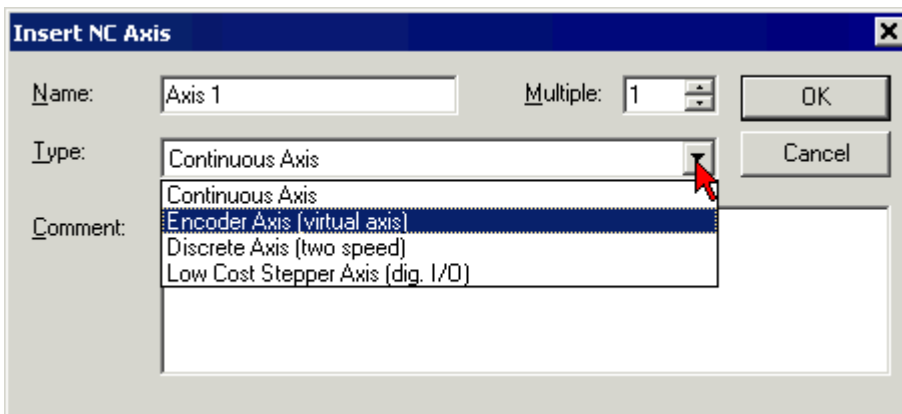 Insert NC Axis
Name: Axis 1 Multiple: 1 OK
Type: Continuous Axis Cancel
Continuous Axis
Encoder Axis (virtual axis)
Discrete Axis (two speed)
Low Cost Stepper Axis (dig. I/O)
Comment: